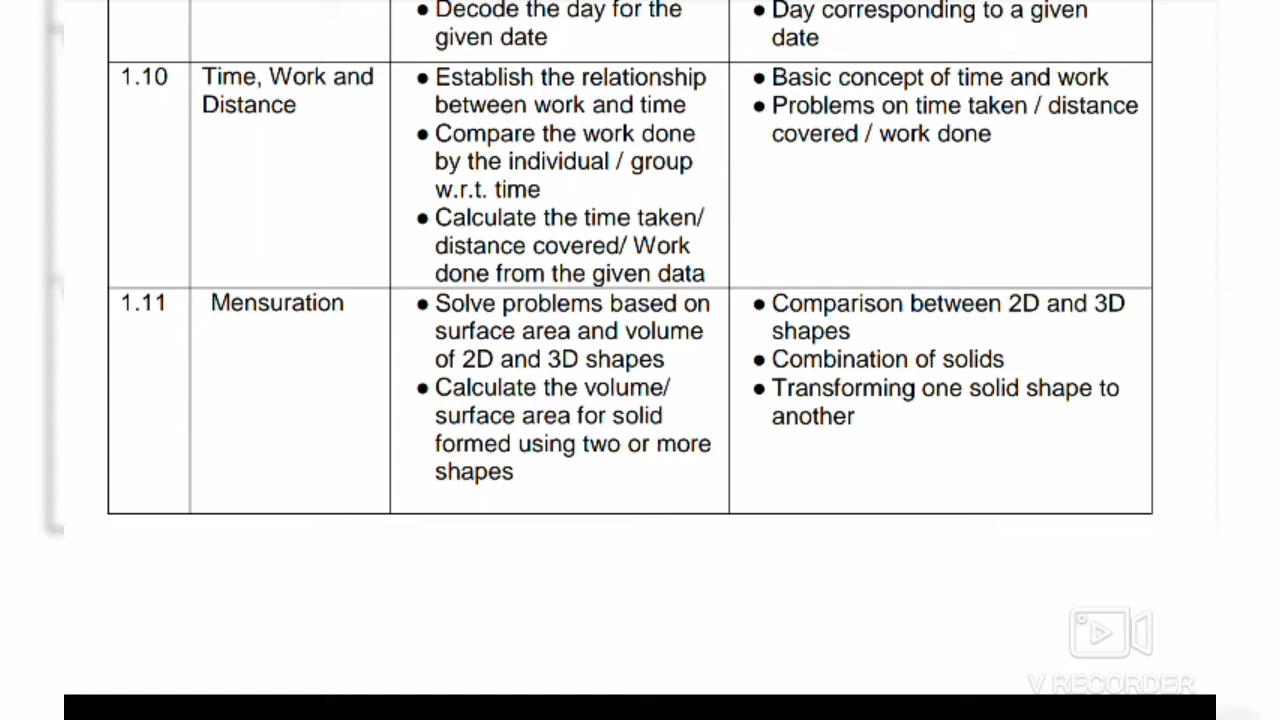 ● Decode the day for the
given date
● Day corresponding to a given
date
1.10
Time, Work and
Distance
● Establish the relationship
between work and time
● Compare the work done
by the individual / group
w.r.t. time
● Calculate the time taken/
distance covered/ Work
done from the given data
● Basic concept of time and work
● Problems on time taken / distance
covered / work done
1.11
Mensuration
● Solve problems based on
surface area and volume
of 2D and 3D shapes
● Calculate the volume/
surface area for solid
formed using two or more
shapes
● Comparison between 2D and 3D
shapes
● Combination of solids
● Transforming one solid shape to
another
V RECORDER